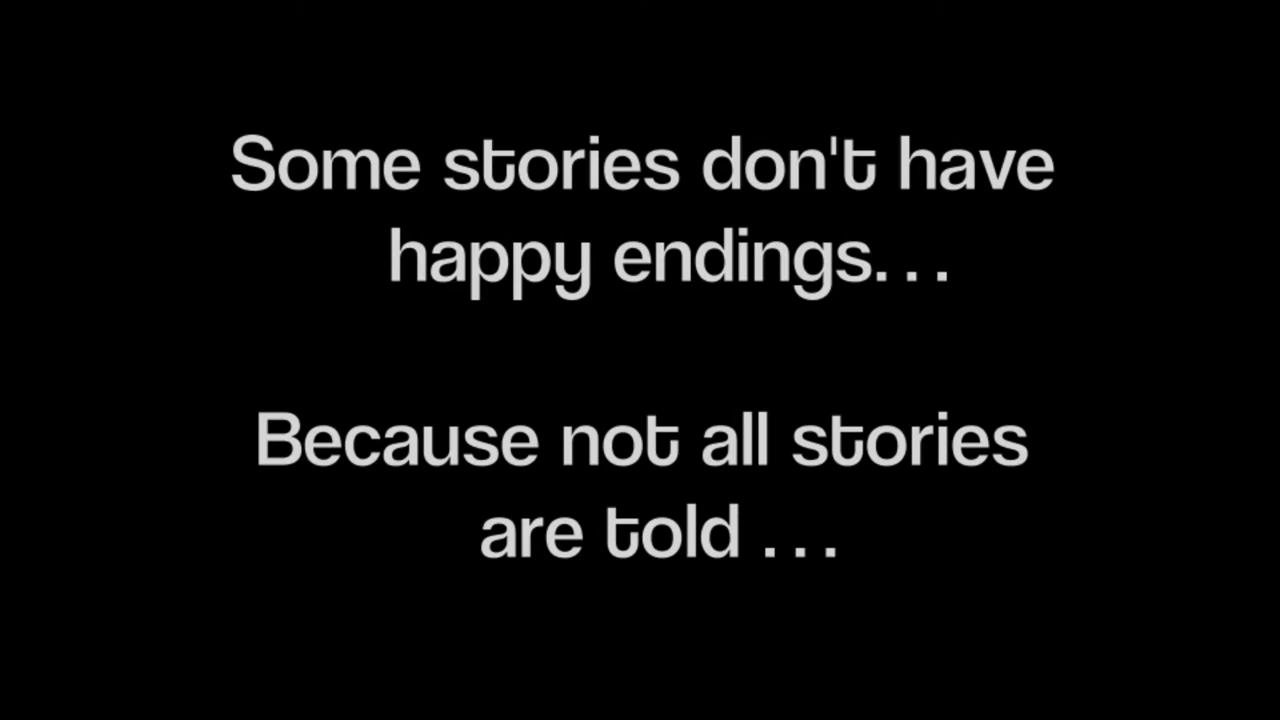 Some stories don't have
happy endings...
Because not all stories
are told ...